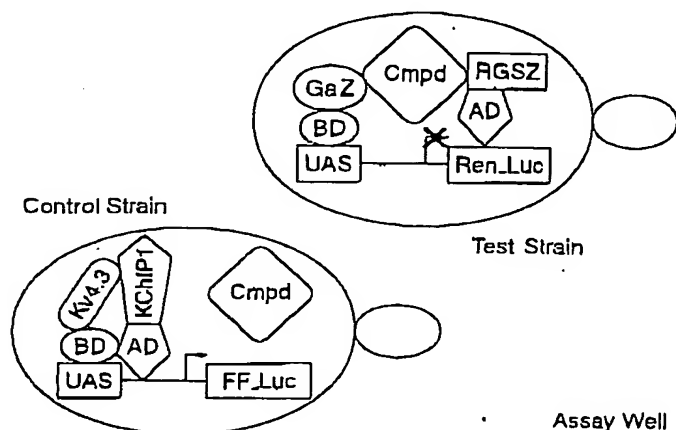 Cmpd
RGSZ
GaZ
AD
BD
UAS
Ren_Luc
Control Strain
Test Strain
Kv4.3
KChIP1
Cmpd
BD
AD
UAS
FF_Luc
Assay Well